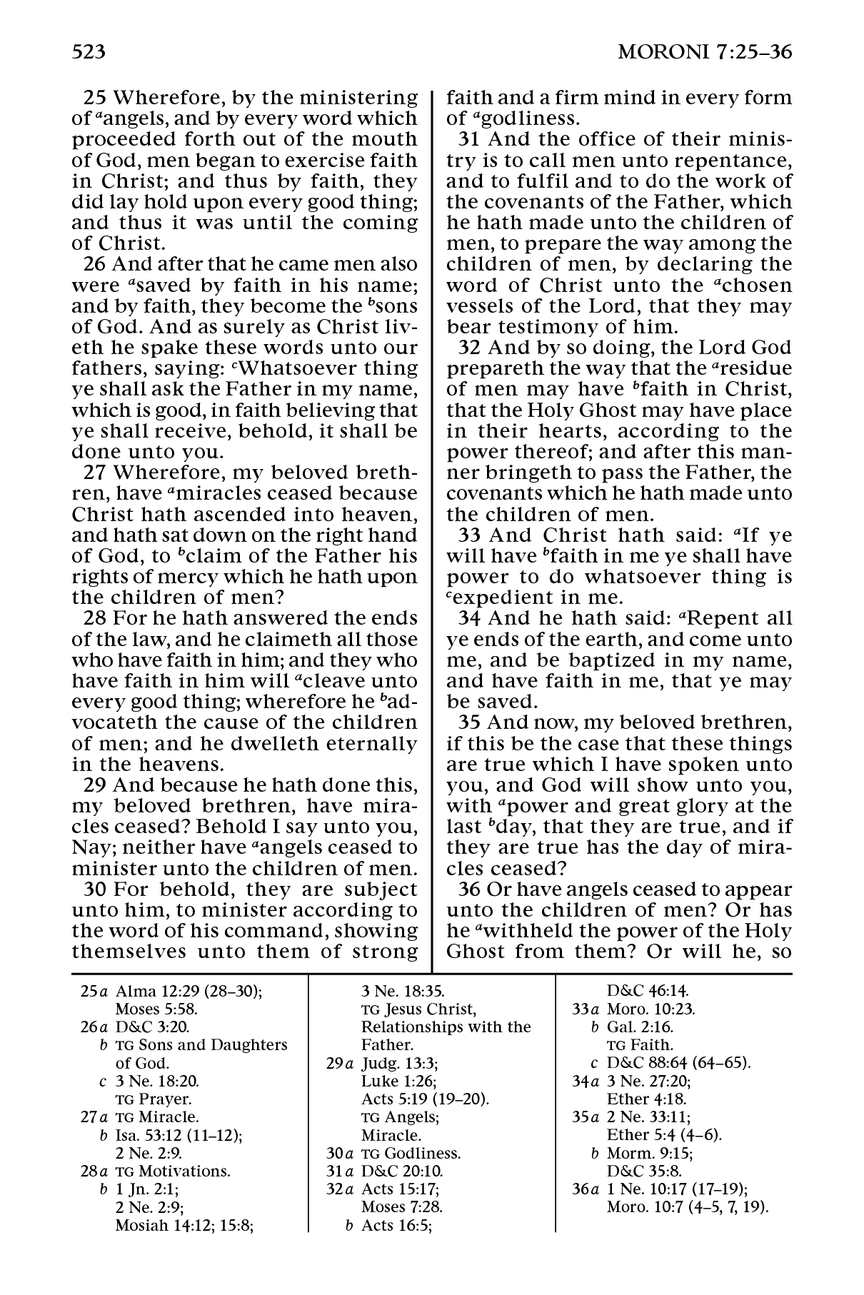 523
MORONI 7:25–36
25 Wherefore, by the ministering
of ᵃangels, and by every word which
proceeded forth out of the mouth
of God, men began to exercise faith
in Christ; and thus by faith, they
did lay hold upon every good thing;
and thus it was until the coming
of Christ.
26 And after that he came men also
were ᵃsaved by faith in his name;
and by faith, they become the ᵇsons
of God. And as surely as Christ liv-
eth he spake these words unto our
fathers, saying: ᶜWhatsoever thing
ye shall ask the Father in my name,
which is good, in faith believing that
ye shall receive, behold, it shall be
done unto you.
27 Wherefore, my beloved breth-
ren, have ᵃmiracles ceased because
Christ hath ascended into heaven,
and hath sat down on the right hand
of God, to ᵇclaim of the Father his
rights of mercy which he hath upon
the children of men?
28 For he hath answered the ends
of the law, and he claimeth all those
who have faith in him; and they who
have faith in him will ᵃcleave unto
every good thing; wherefore he ᵇad-
vocateth the cause of the children
of men; and he dwelleth eternally
in the heavens.
29 And because he hath done this,
my beloved brethren, have mira-
cles ceased? Behold I say unto you,
Nay; neither have ᵃangels ceased to
minister unto the children of men.
30 For behold, they are subject
unto him, to minister according to
the word of his command, showing
themselves unto them of strong
faith and a firm mind in every form
of ᵃgodliness.
31 And the office of their minis-
try is to call men unto repentance,
and to fulfil and to do the work of
the covenants of the Father, which
he hath made unto the children of
men, to prepare the way among the
children of men, by declaring the
word of Christ unto the ᵃchosen
vessels of the Lord, that they may
bear testimony of him.
32 And by so doing, the Lord God
prepareth the way that the ᵃresidue
of men may have ᵇfaith in Christ,
that the Holy Ghost may have place
in their hearts, according to the
power thereof; and after this man-
ner bringeth to pass the Father, the
covenants which he hath made unto
the children of men.
33 And Christ hath said: ᵃIf ye
will have ᵇfaith in me ye shall have
power to do whatsoever thing is
ᶜexpedient in me.
34 And he hath said: ᵃRepent all
ye ends of the earth, and come unto
me, and be baptized in my name,
and have faith in me, that ye may
be saved.
35 And now, my beloved brethren,
if this be the case that these things
are true which I have spoken unto
you, and God will show unto you,
with ᵃpower and great glory at the
last ᵇday, that they are true, and if
they are true has the day of mira-
cles ceased?
36 Or have angels ceased to appear
unto the children of men? Or has
he ᵃwithheld the power of the Holy
Ghost from them? Or will he, so
25a Alma 12:29 (28–30);
Moses 5:58.
26a D&C 3:20.
b TG Sons and Daughters
of God.
c 3 Ne. 18:20.
TG Prayer.
27a TG Miracle.
b Isa. 53:12 (11–12);
2 Ne. 2:9.
28a TG Motivations.
b 1 Jn. 2:1;
2 Ne. 2:9;
Mosiah 14:12; 15:8;
3 Ne. 18:35.
TG Jesus Christ,
Relationships with the
Father.
29a Judg. 13:3;
Luke 1:26;
Acts 5:19 (19–20).
TG Angels;
Miracle.
30a TG Godliness.
31a D&C 20:10.
32a Acts 15:17;
Moses 7:28.
b Acts 16:5;
D&C 46:14.
33a Moro. 10:23.
b Gal. 2:16.
TG Faith.
c D&C 88:64 (64–65).
34a 3 Ne. 27:20;
Ether 4:18.
35a 2 Ne. 33:11;
Ether 5:4 (4–6).
b Morm. 9:15;
D&C 35:8.
36a 1 Ne. 10:17 (17–19);
Moro. 10:7 (4–5, 7, 19).